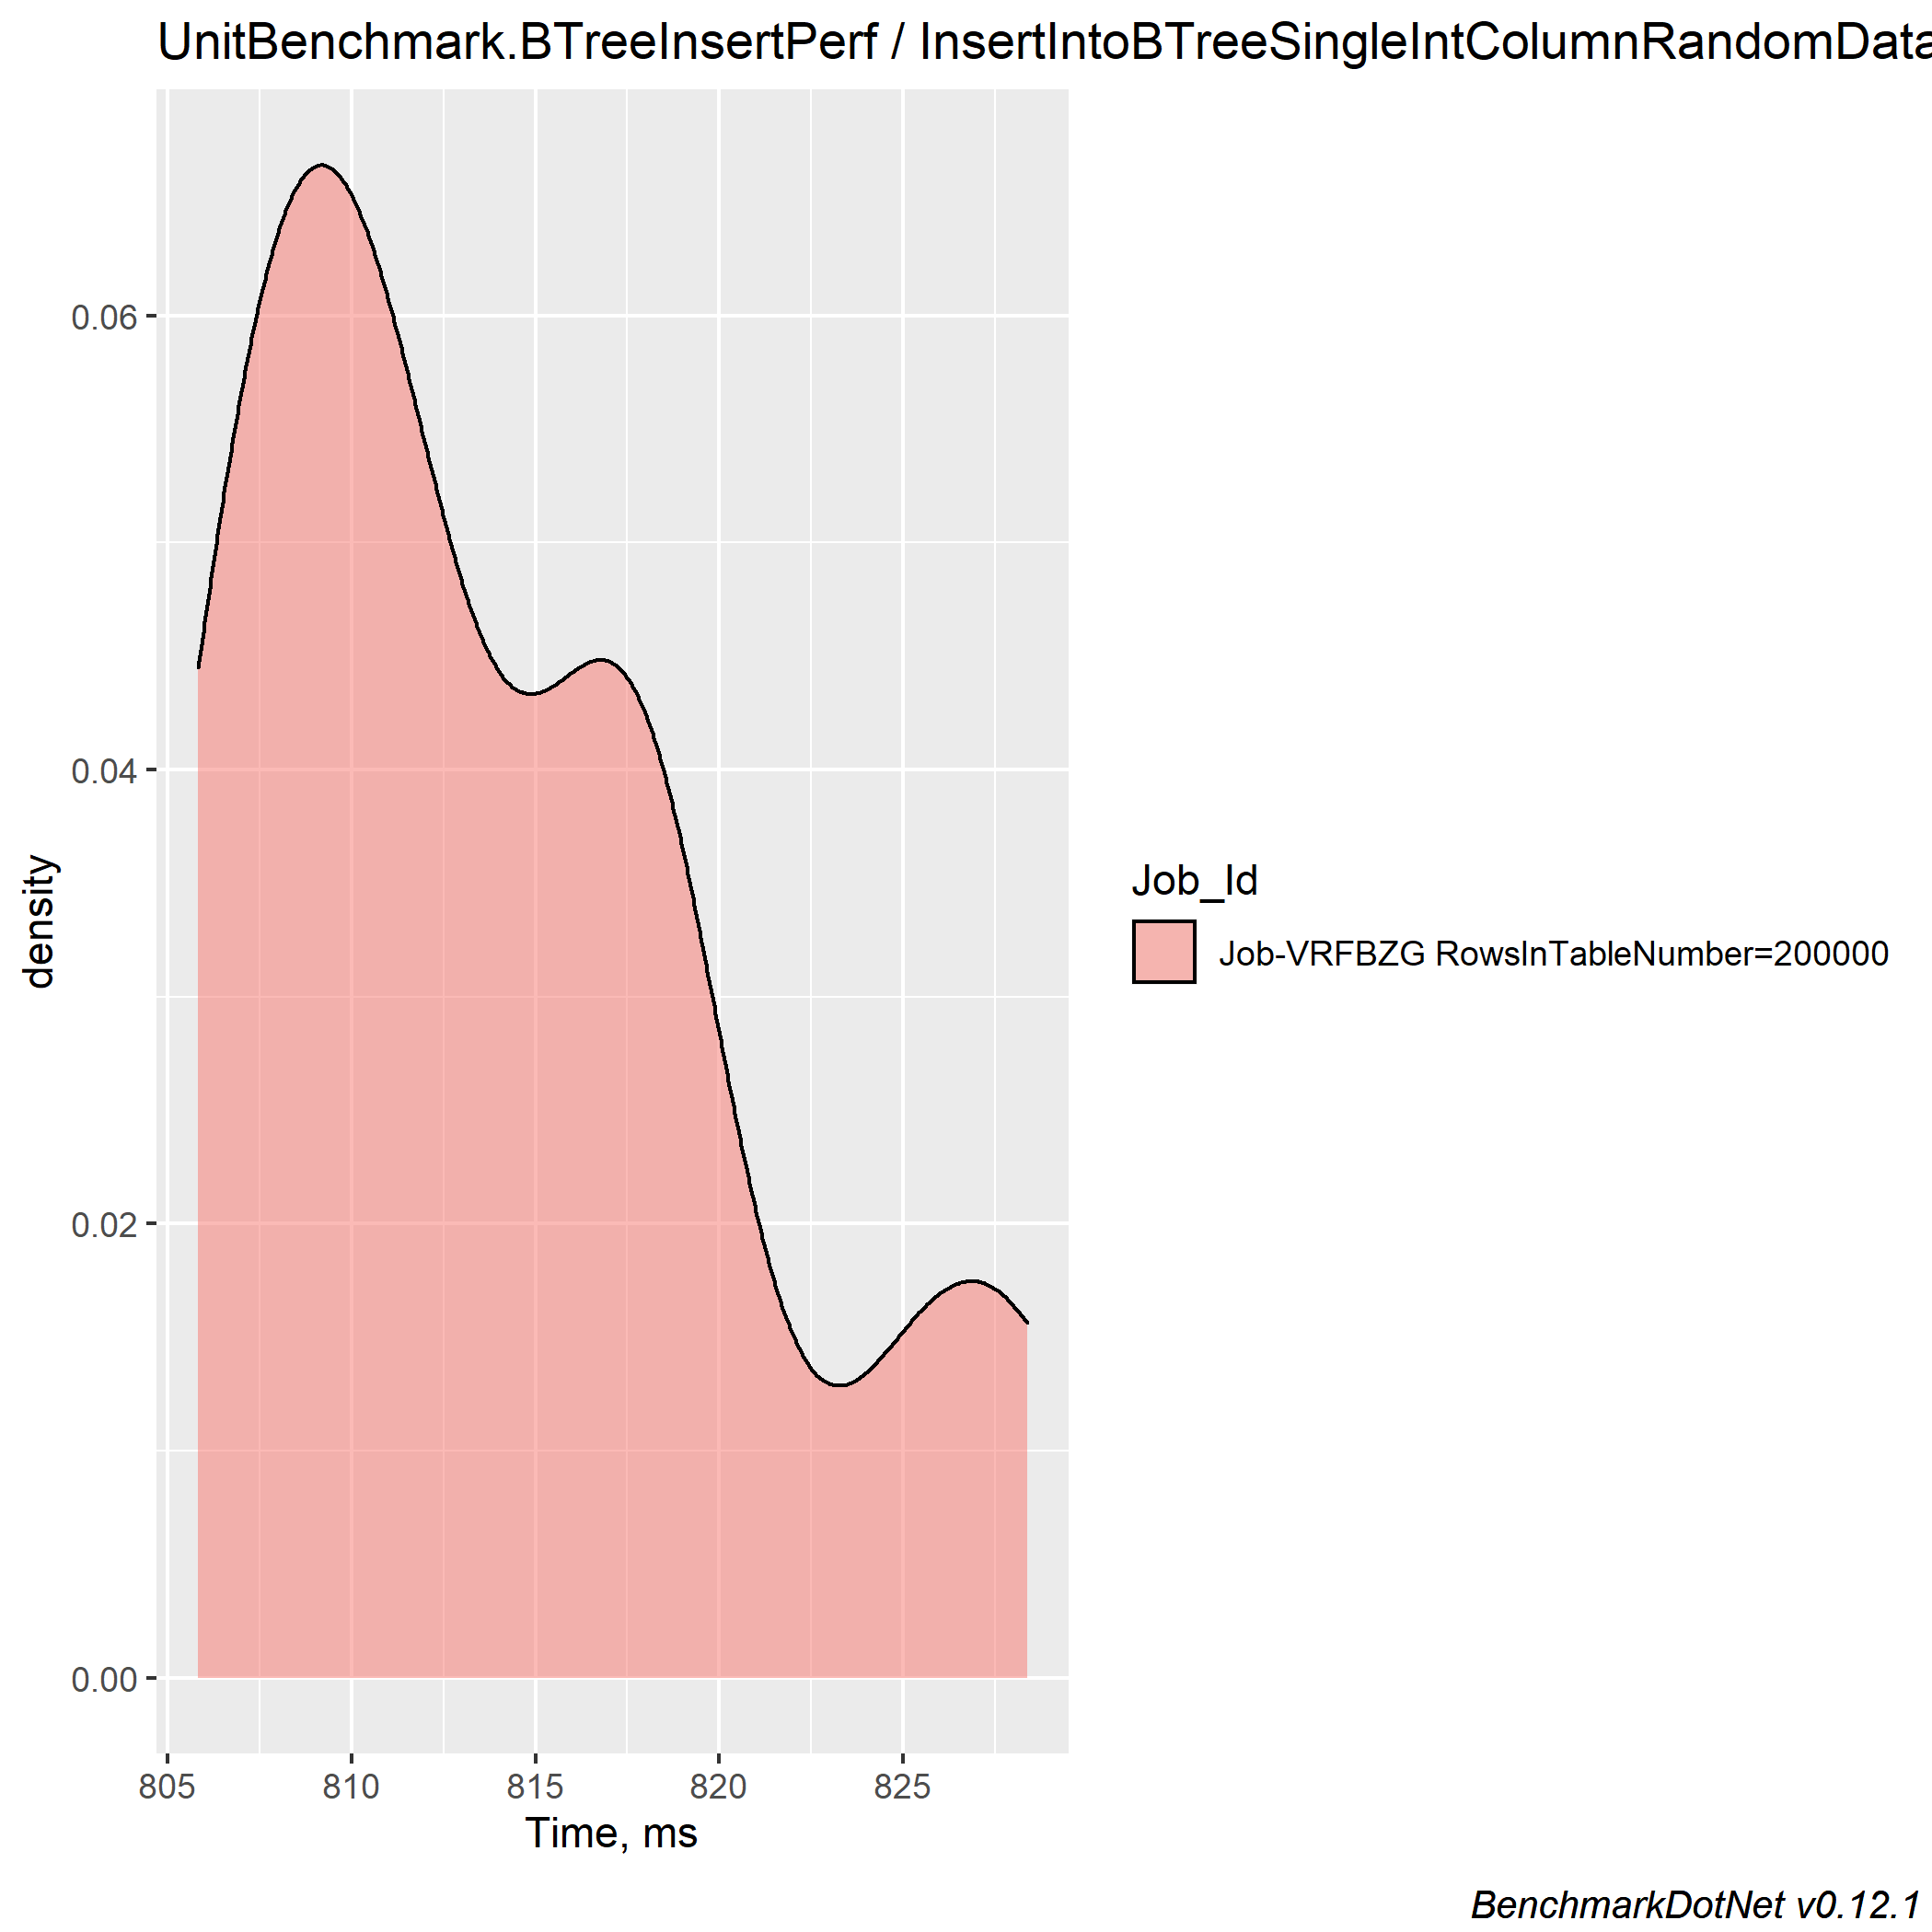 UnitBenchmark.BTreeInsertPerf / InsertIntoBTreeSingleIntColumnRandomData
density
0.06
0.04
0.02
0.00
805 810 815 820 825
Time, ms
Job_Id
Job-VRFBZG RowsInTableNumber=200000
BenchmarkDotNet v0.12.1